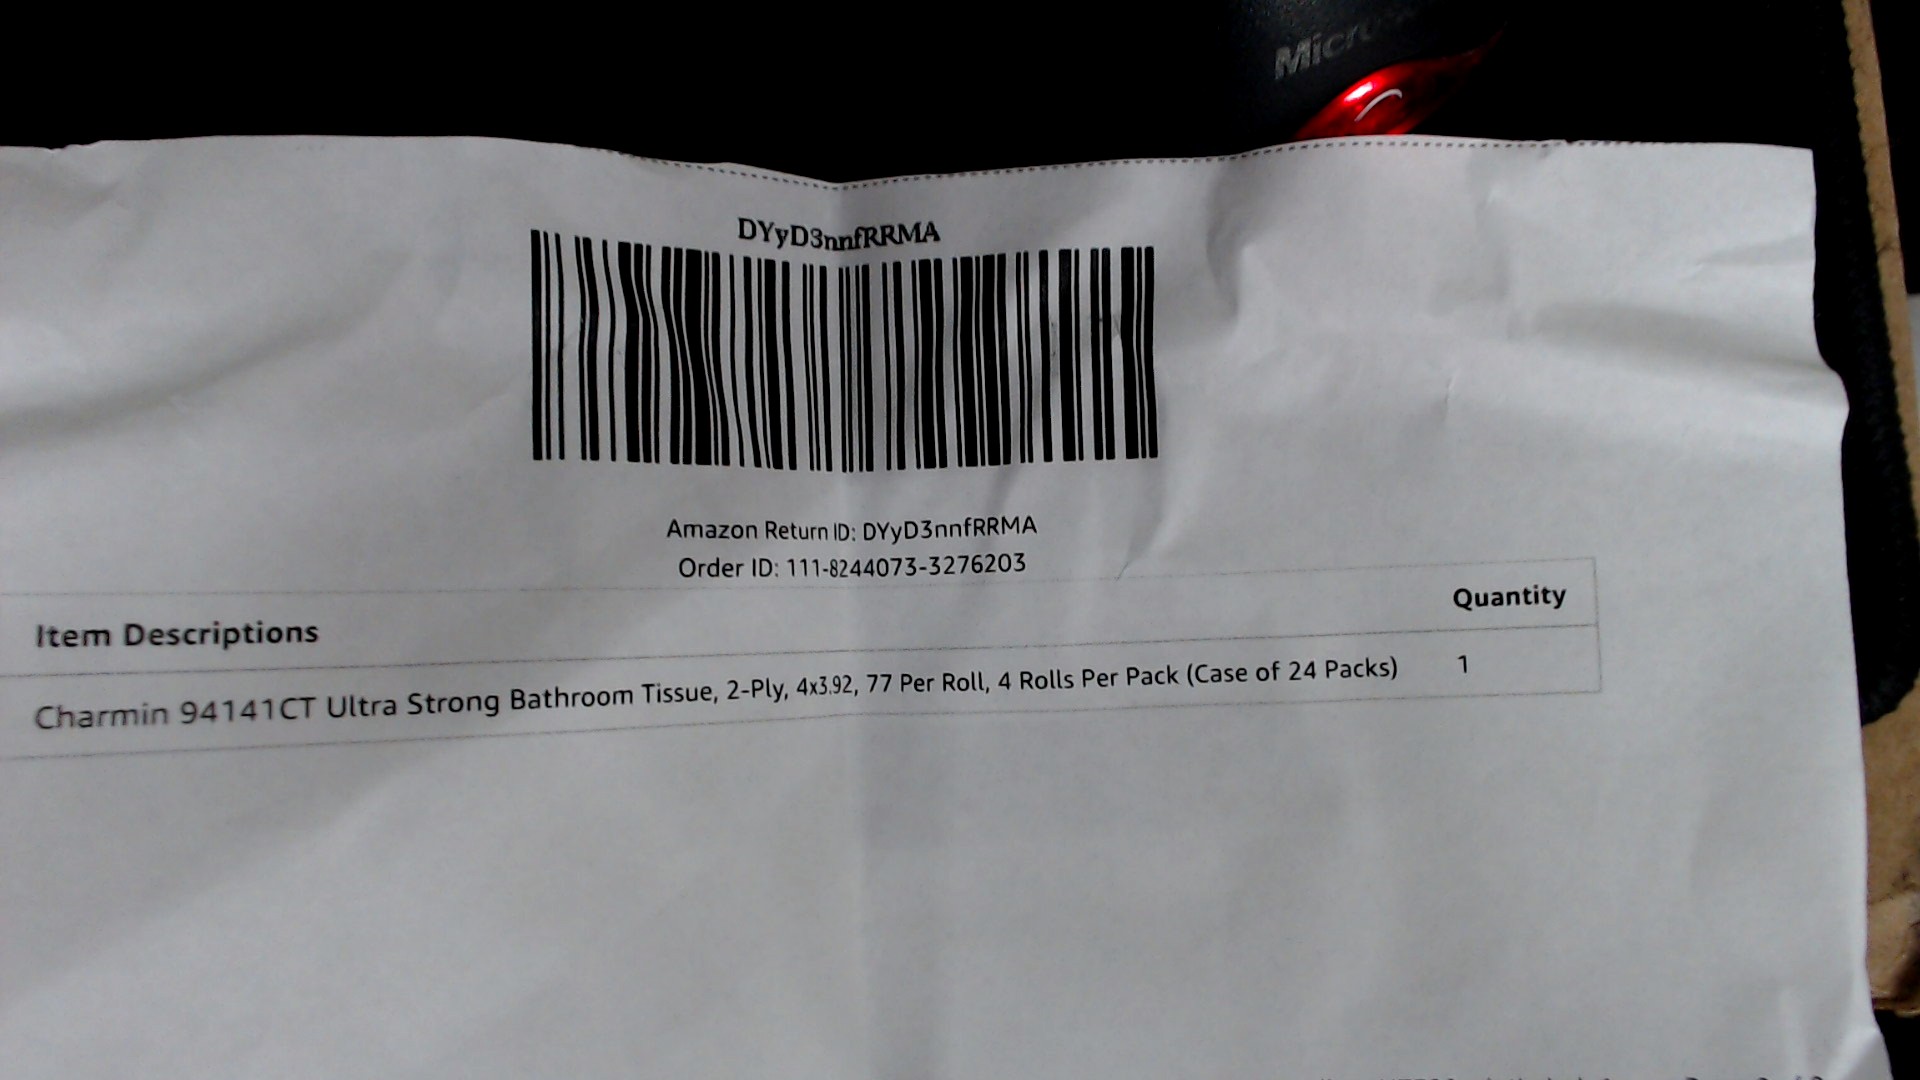 Micro
DYyD3nnfRRMA
Amazon Return ID: DYyD3nnfRRMA
Order ID: 111-8244073-3276203
Item Descriptions Quantity
Charmin 94141CT Ultra Strong Bathroom Tissue, 2-Ply, 4x3.92, 77 Per Roll, 4 Rolls Per Pack (Case of 24 Packs) 1